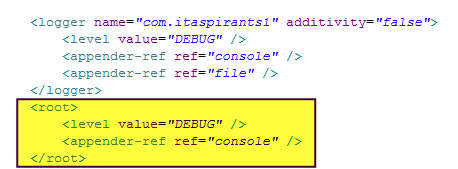 <logger name="com.itaspirants1" additivity="false">
<level value="DEBUG" />
<appender-ref ref="console" />
<appender-ref ref="file" />
</logger>
<root>
<level value="DEBUG" />
<appender-ref ref="console" />
</root>